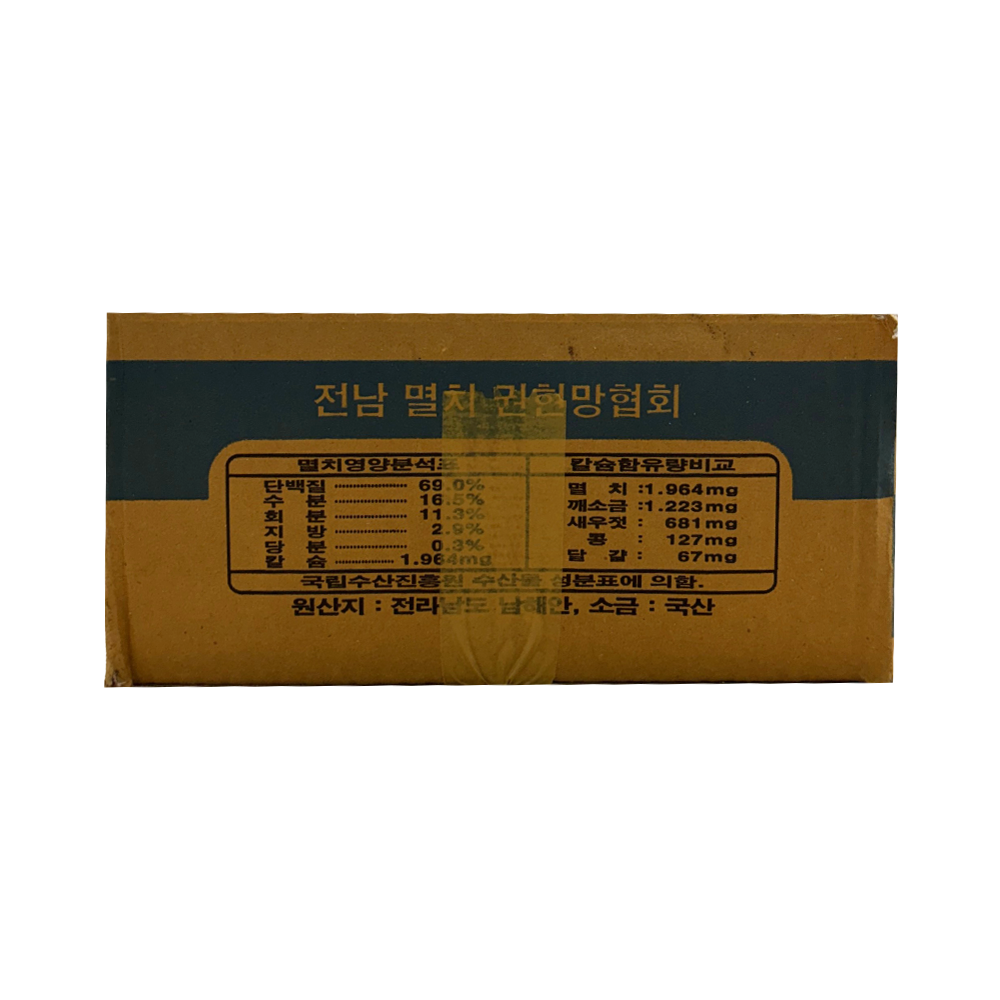 전남 멸치 권현망협회
멸치영양분석표
단백질 69.0%
수 분 16.5%
회 분 11.3%
지 방 2.9%
당 분 0.3%
칼 슘 1.964mg
칼슘함유량비교
멸 치 :1.964mg
깨소금 :1.223mg
새우젓 : 681mg
콩 : 127mg
달 걀 : 67mg
국립수산진흥원 수산물 성분표에 의함.
원산지 : 전라남도 남해안, 소금 : 국산